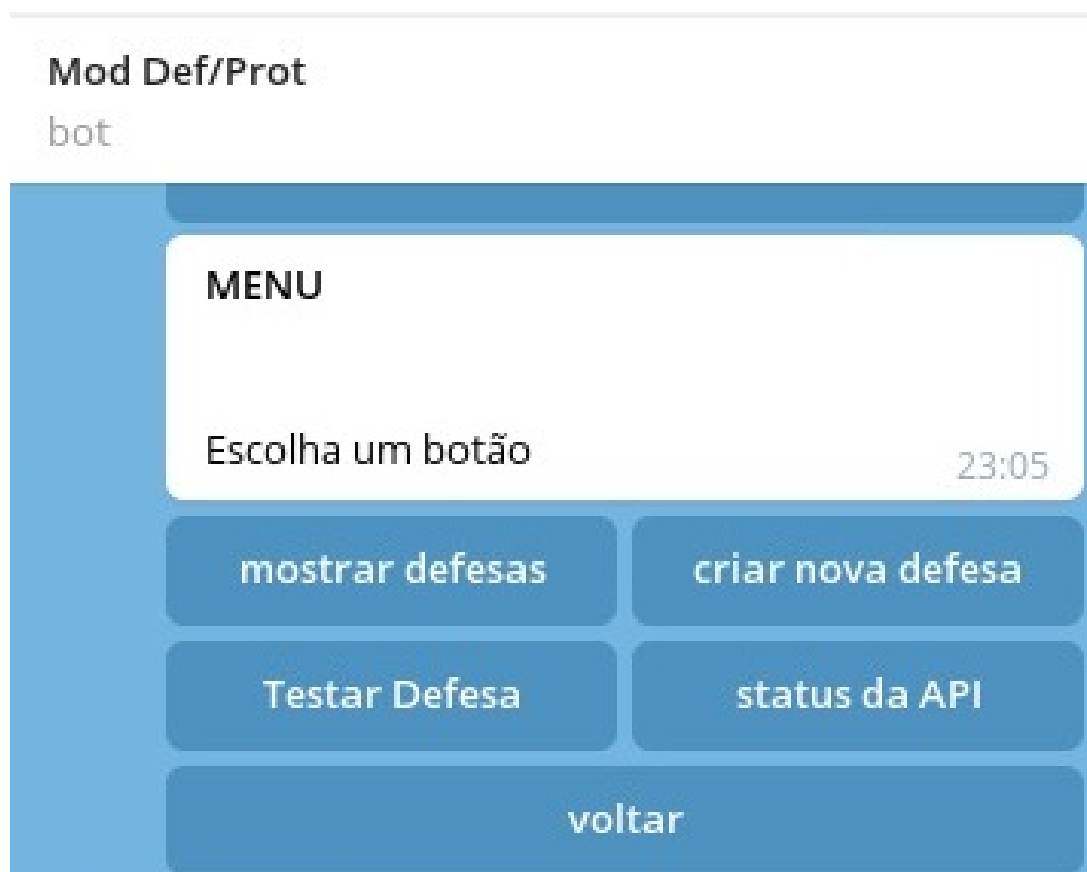 Mod Def/Prot
bot
MENU
Escolha um botão
23:05
mostrar defesas
criar nova defesa
Testar Defesa
status da API
voltar